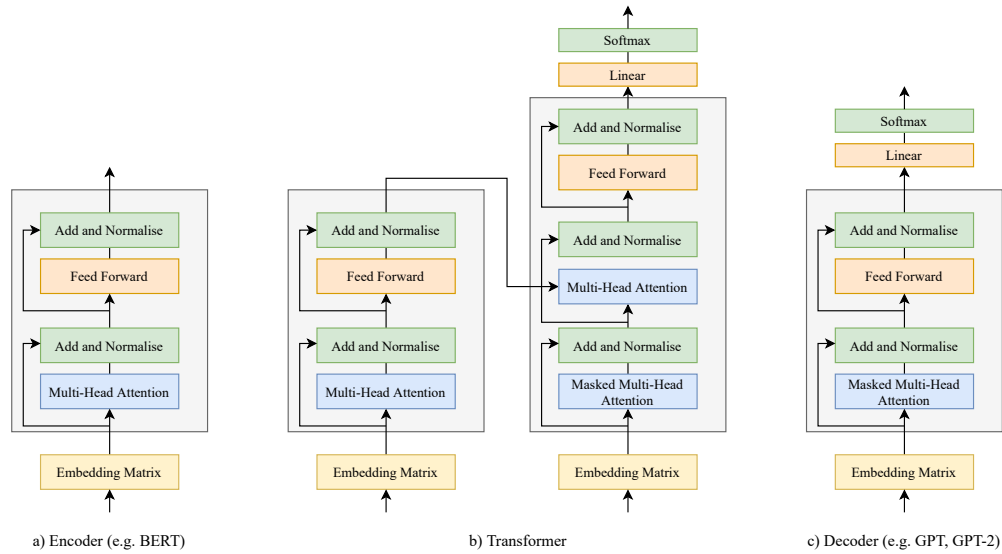 Add and Normalise
Feed Forward
Add and Normalise
Multi-Head Attention
Embedding Matrix
a) Encoder (e.g. BERT)
Add and Normalise
Feed Forward
Add and Normalise
Multi-Head Attention
Embedding Matrix
Softmax
Linear
Add and Normalise
Feed Forward
Add and Normalise
Multi-Head Attention
Add and Normalise
Masked Multi-Head
Attention
Embedding Matrix
b) Transformer
Softmax
Linear
Add and Normalise
Feed Forward
Add and Normalise
Masked Multi-Head
Attention
Embedding Matrix
c) Decoder (e.g. GPT, GPT-2)